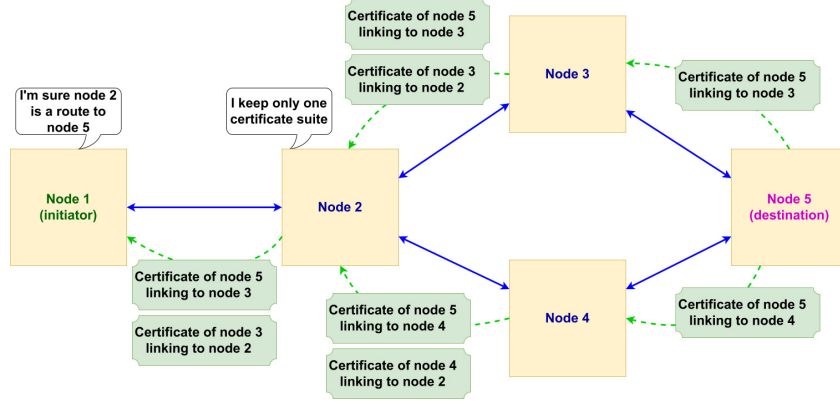 Certificate of node 5
linking to node 3
Certificate of node 3
linking to node 2
Node 3
Certificate of node 5
linking to node 3
I'm sure node 2
is a route to
node 5
I keep only one
certificate suite
Node 1
(initiator)
Node 2
Node 5
(destination)
Certificate of node 5
linking to node 3
Certificate of node 3
linking to node 2
Certificate of node 5
linking to node 4
Certificate of node 4
linking to node 2
Node 4
Certificate of node 5
linking to node 4